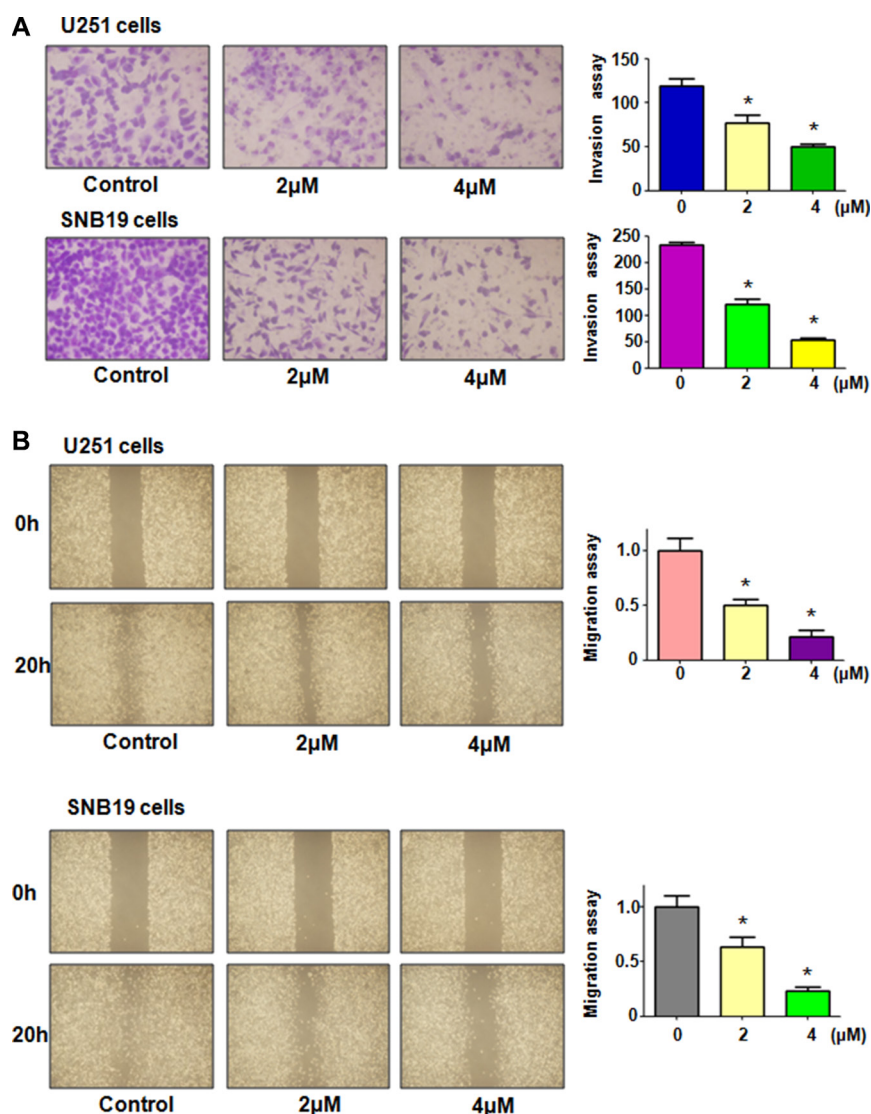 A
U251 cells
Control 2µM 4µM
Invasion assay
150
100
50
0
* *
0 2 4 (µM)
SNB19 cells
Control 2µM 4µM
Invasion assay
250
200
150
100
50
0
* *
0 2 4 (µM)
B
U251 cells
0h
20h
Control 2µM 4µM
Migration assay
1.0
0.5
0
* *
0 2 4 (µM)
SNB19 cells
0h
20h
Control 2µM 4µM
Migration assay
1.0
0.5
0
* *
0 2 4 (µM)